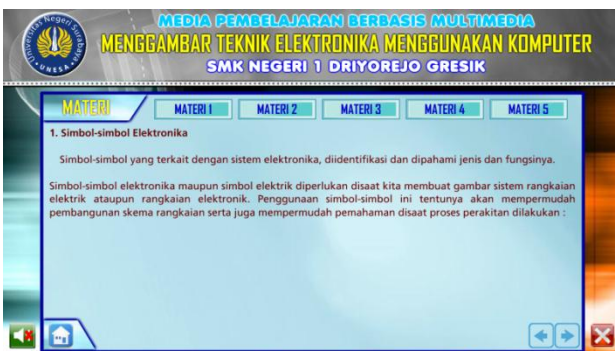 MEDIA PEMBELAJARAN BERBASIS MULTIMEDIA
MENGGAMBAR TEKNIK ELEKTRONIKA MENGGUNAKAN KOMPUTER
SMK NEGERI 1 DRIYOREJO GRESIK
Universitas Negeri Surabaya
UNESA
MATERI
MATERI 1
MATERI 2
MATERI 3
MATERI 4
MATERI 5
1. Simbol-simbol Elektronika
Simbol-simbol yang terkait dengan sistem elektronika, diidentifikasi dan dipahami jenis dan fungsinya.
Simbol-simbol elektronika maupun simbol elektrik diperlukan disaat kita membuat gambar sistem rangkaian
elektrik ataupun rangkaian elektronik. Penggunaan simbol-simbol ini tentunya akan mempermudah
pembangunan skema rangkaian serta juga mempermudah pemahaman disaat proses perakitan dilakukan :